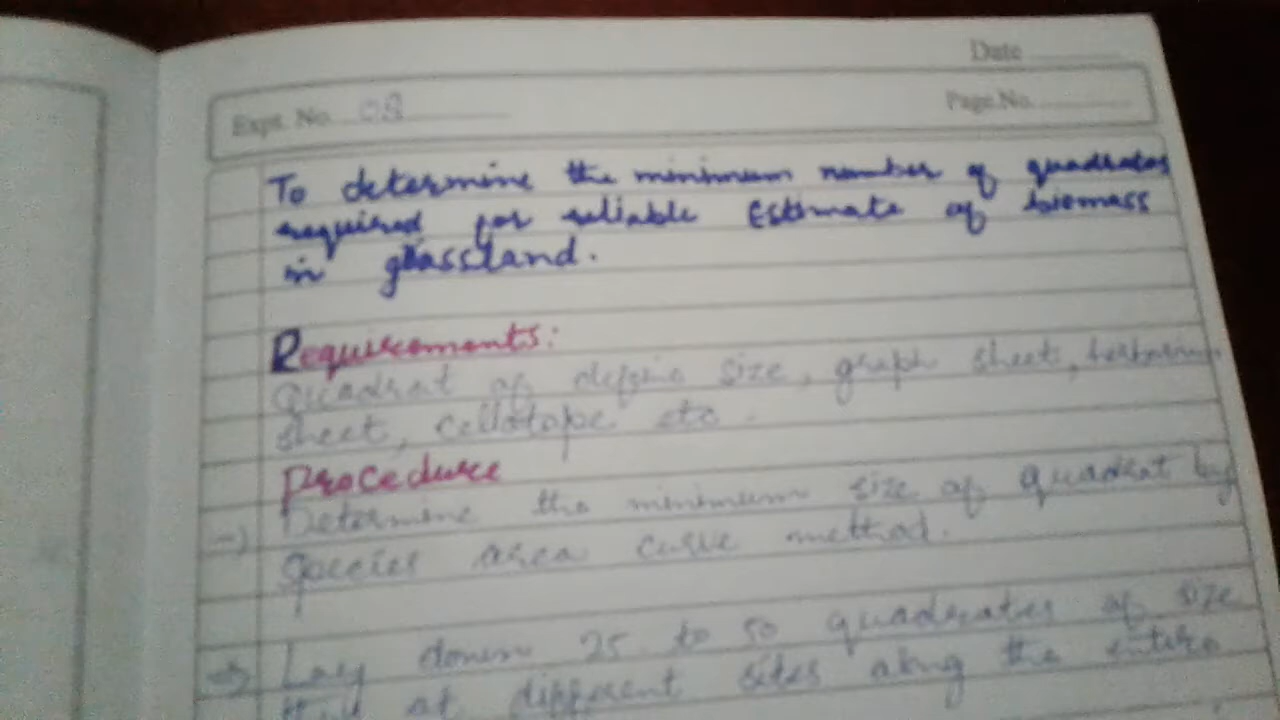 Date
Expt. No. 08
Page No.
To determine the minimum number of quadrates
required for reliable Estimate of biomass
in grassland.
Requirements:
Quadrat of define size, graph sheet, herbarium
sheet, cellotape etc.
Procedure
Determine the minimum size of quadrat by
species area curve method.
Lay down 25 to 50 quadrates of size
at different sites along the entire